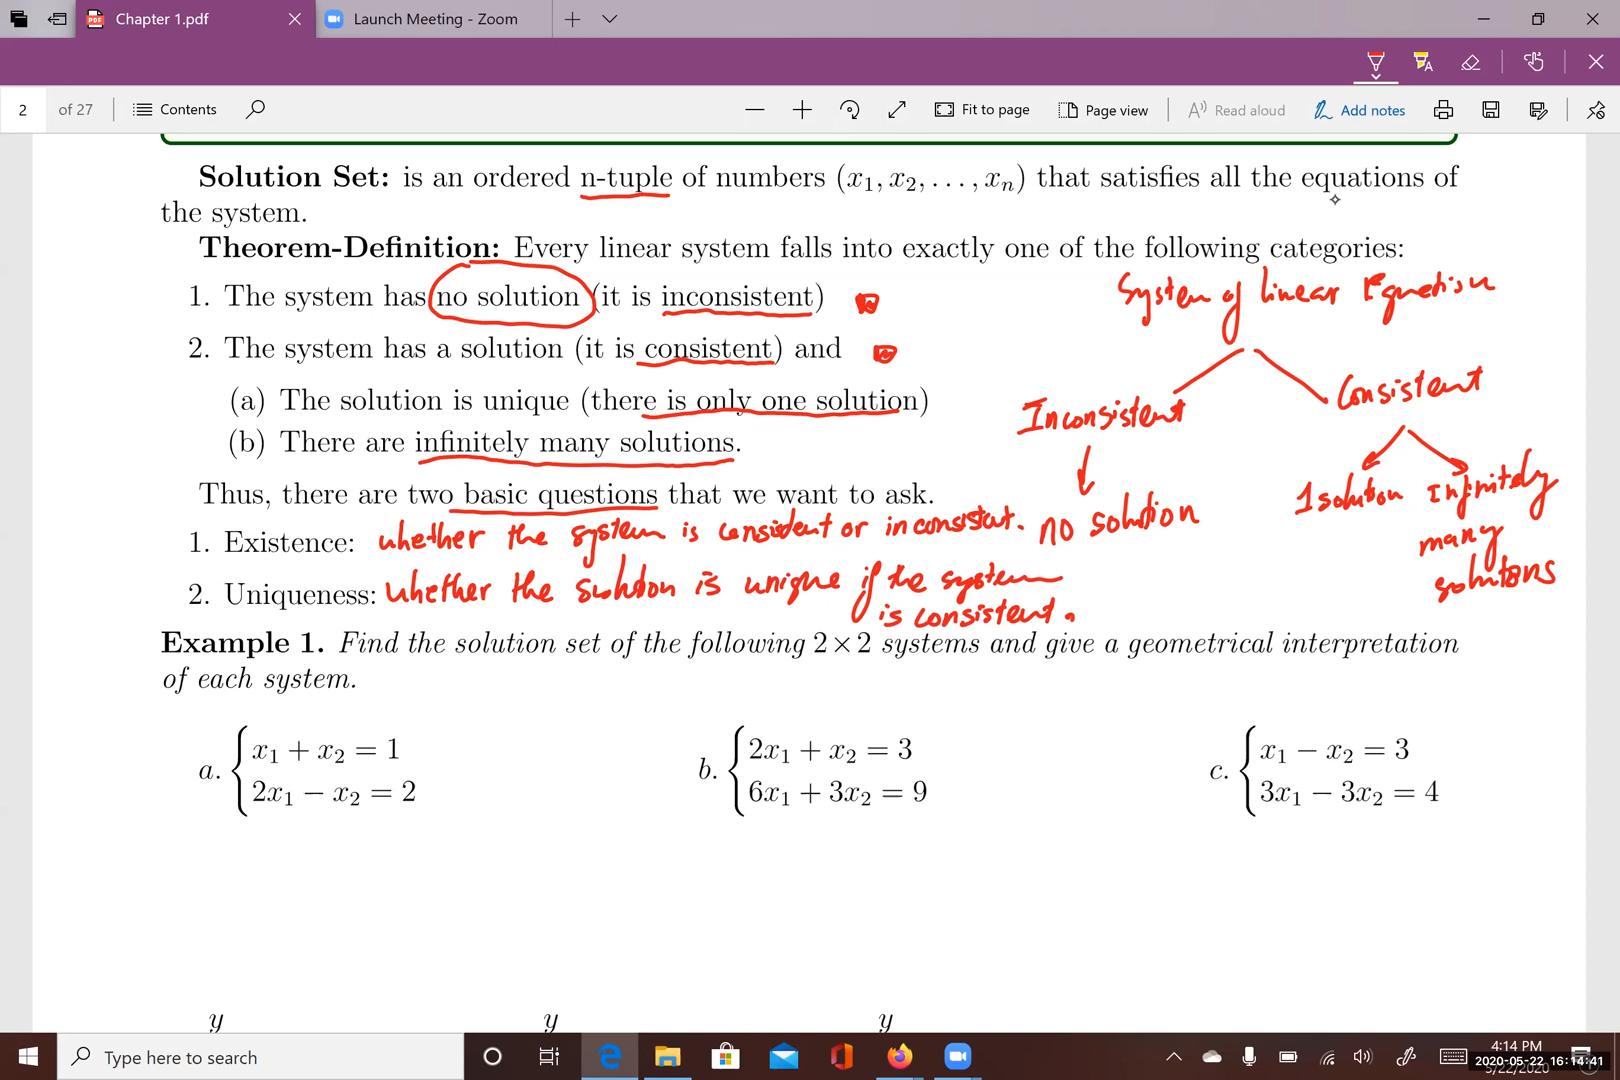 Chapter 1.pdf
Launch Meeting - Zoom
2 of 27
Contents
Fit to page
Page view
Read aloud
Add notes
Solution Set: is an ordered n-tuple of numbers (x₁, x₂, . . . , xₙ) that satisfies all the equations of
the system.
Theorem-Definition: Every linear system falls into exactly one of the following categories:
1. The system has no solution (it is inconsistent)
2. The system has a solution (it is consistent) and
(a) The solution is unique (there is only one solution)
(b) There are infinitely many solutions.
System of linear Equation
Inconsistent
Consistent
no solution
1 solution
Infinitely
many
solutions
Thus, there are two basic questions that we want to ask.
1. Existence: whether the system is consistent or inconsistat.
2. Uniqueness: whether the solution is unique if the system
is consistent.
Example 1. Find the solution set of the following 2 × 2 systems and give a geometrical interpretation
of each system.
a. { x₁ + x₂ = 1
2x₁ − x₂ = 2
b. { 2x₁ + x₂ = 3
6x₁ + 3x₂ = 9
c. { x₁ − x₂ = 3
3x₁ − 3x₂ = 4
y
y
y
Type here to search
4:14 PM
2020-05-22 16:14:41
5/22/2020